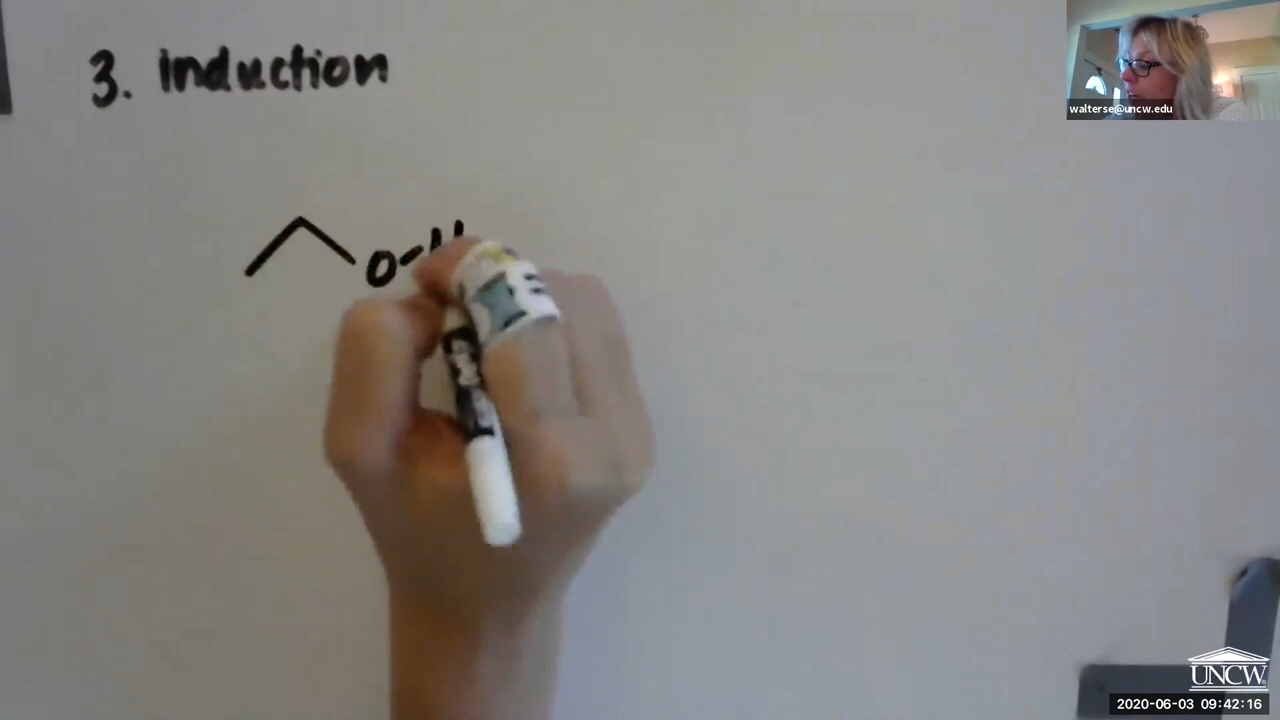 3. induction
O-H
walterse@uncw.edu
UNCW
2020-06-03 09:42:16